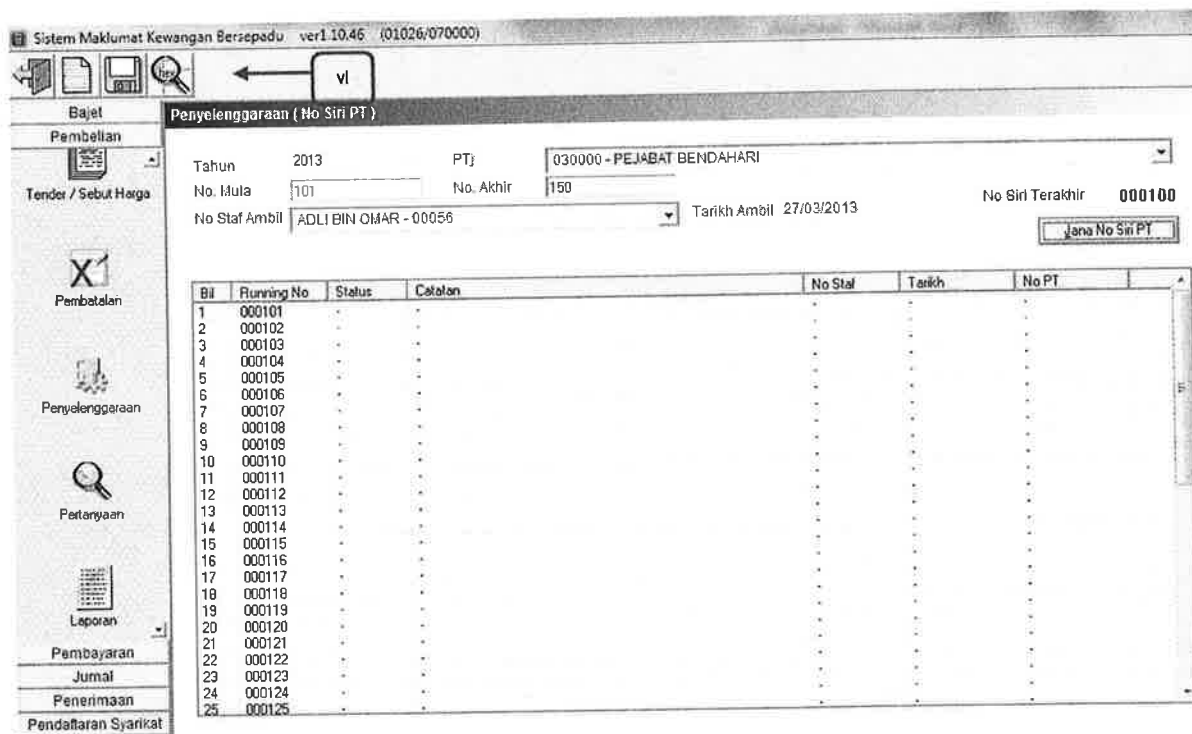 Sistem Maklumat Kewangan Bersepadu ver1.10.46 (01026/070000)
vi
Bajet
Pembelian
Tender / Sebut Harga
Pembatalan
Penyelenggaraan
Pertanyaan
Laporan
Pembayaran
Jurnal
Penerimaan
Pendaftaran Syarikat
Penyelenggaraan ( No Siri PT )
Tahun 2013 PTj 030000 - PEJABAT BENDAHARI
No. Mula 101 No. Akhir 150 No Siri Terakhir 000100
No Staf Ambil ADLI BIN OMAR - 00056 Tarikh Ambil 27/03/2013
Jana No Siri PT
Bil Running No Status Catatan No Staf Tarikh No PT
1 000101 - - - - -
2 000102 - - - - -
3 000103 - - - - -
4 000104 - - - - -
5 000105 - - - - -
6 000106 - - - - -
7 000107 - - - - -
8 000108 - - - - -
9 000109 - - - - -
10 000110 - - - - -
11 000111 - - - - -
12 000112 - - - - -
13 000113 - - - - -
14 000114 - - - - -
15 000115 - - - - -
16 000116 - - - - -
17 000117 - - - - -
18 000118 - - - - -
19 000119 - - - - -
20 000120 - - - - -
21 000121 - - - - -
22 000122 - - - - -
23 000123 - - - - -
24 000124 - - - - -
25 000125 - - - - -